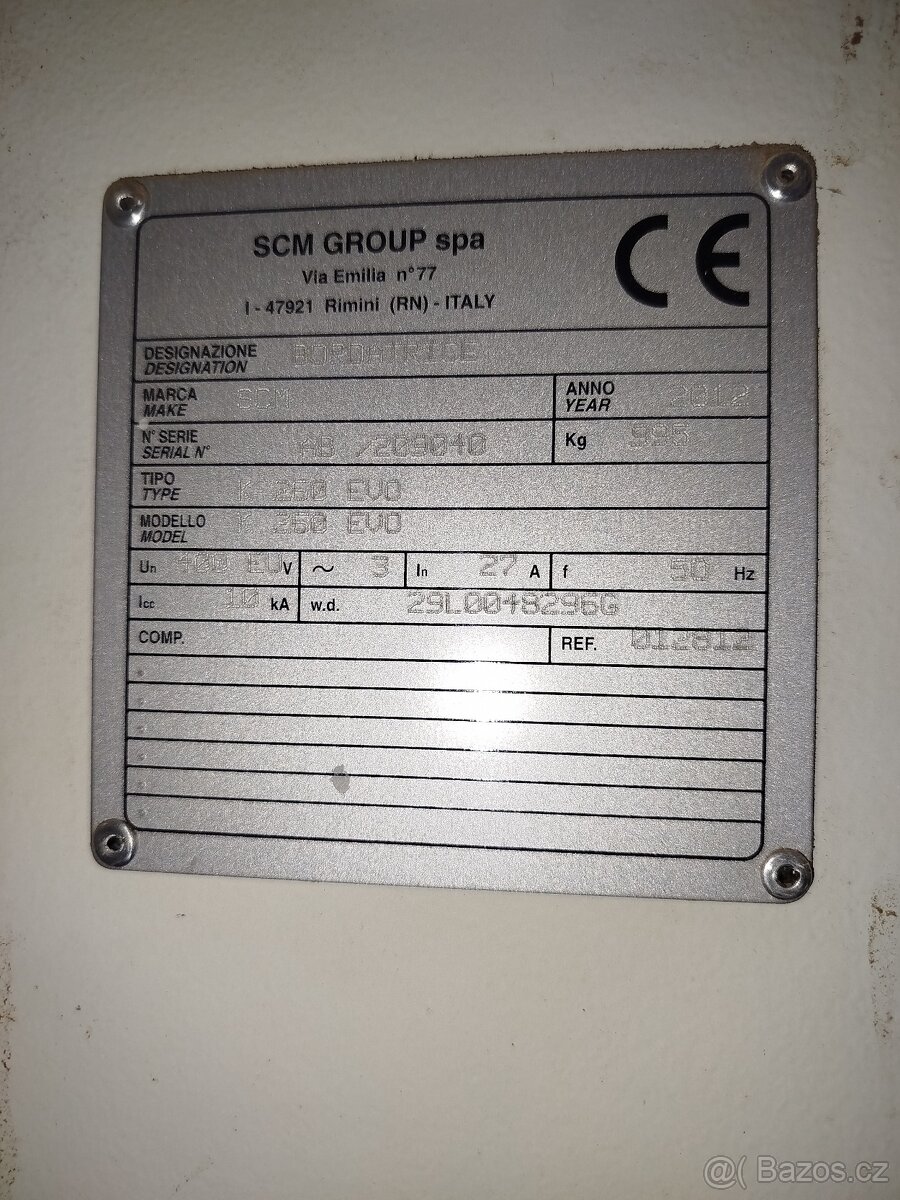 SCM GROUP spa
Via Emilia n°77
I - 47921 Rimini (RN) - ITALY
CE
DESIGNAZIONE BORDATRICE
DESIGNATION
MARCA SCM ANNO 2012
MAKE YEAR
N° SERIE AB /209040 Kg 995
SERIAL N°
TIPO K 260 EVO
TYPE
MODELLO K 260 EVO
MODEL
Un 400 EU V ~ 3 In 27 A f 50 Hz
Icc 10 kA w.d. 29L0048296G
COMP. REF. 012812
@( Bazos.cz